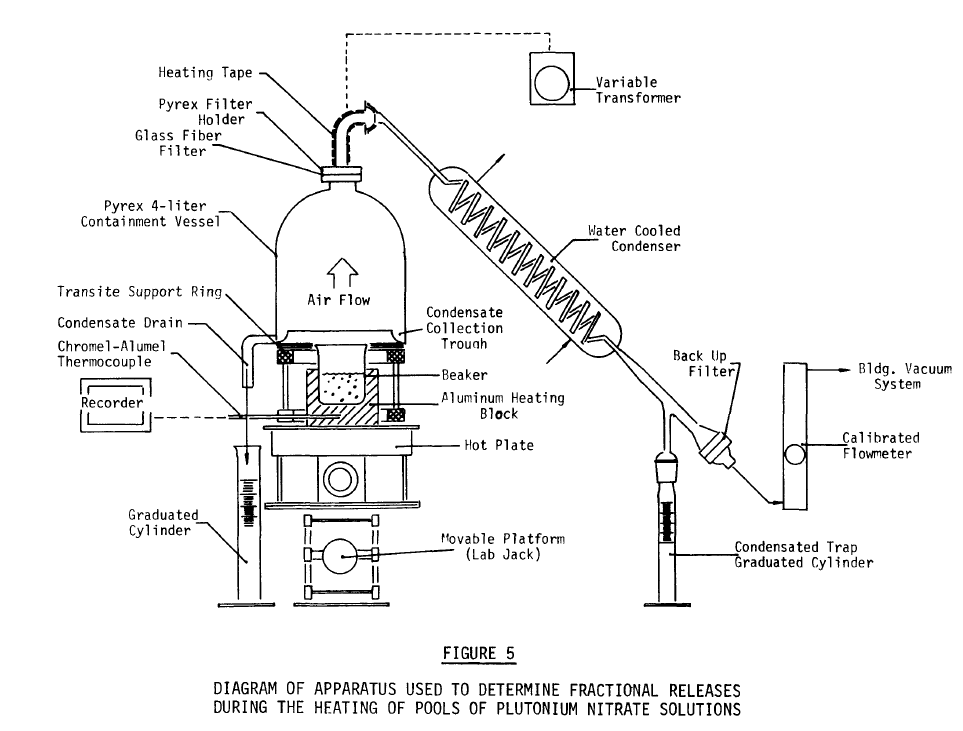 Heating Tape
Variable
Transformer
Pyrex Filter
Holder
Glass Fiber
Filter
Pyrex 4-liter
Containment Vessel
Water Cooled
Condenser
Air Flow
Transite Support Ring
Condensate Drain
Condensate
Collection
Trough
Chromel-Alumel
Thermocouple
Recorder
Beaker
Aluminum Heating
Block
Back Up
Filter
Bldg. Vacuum
System
Hot Plate
Calibrated
Flowmeter
Graduated
Cylinder
Movable Platform
(Lab Jack)
Condensated Trap
Graduated Cylinder
FIGURE 5
DIAGRAM OF APPARATUS USED TO DETERMINE FRACTIONAL RELEASES
DURING THE HEATING OF POOLS OF PLUTONIUM NITRATE SOLUTIONS